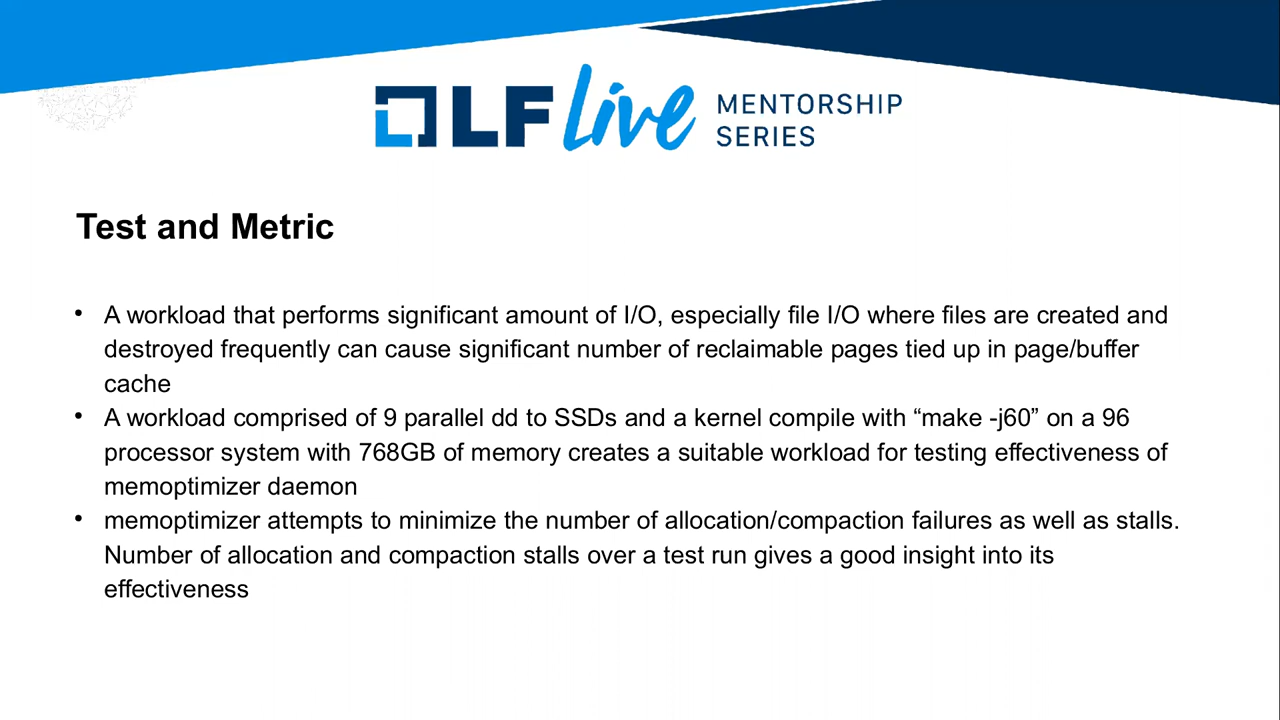 LF Live MENTORSHIP
SERIES
Test and Metric
• A workload that performs significant amount of I/O, especially file I/O where files are created and
destroyed frequently can cause significant number of reclaimable pages tied up in page/buffer
cache
• A workload comprised of 9 parallel dd to SSDs and a kernel compile with “make -j60” on a 96
processor system with 768GB of memory creates a suitable workload for testing effectiveness of
memoptimizer daemon
• memoptimizer attempts to minimize the number of allocation/compaction failures as well as stalls.
Number of allocation and compaction stalls over a test run gives a good insight into its
effectiveness